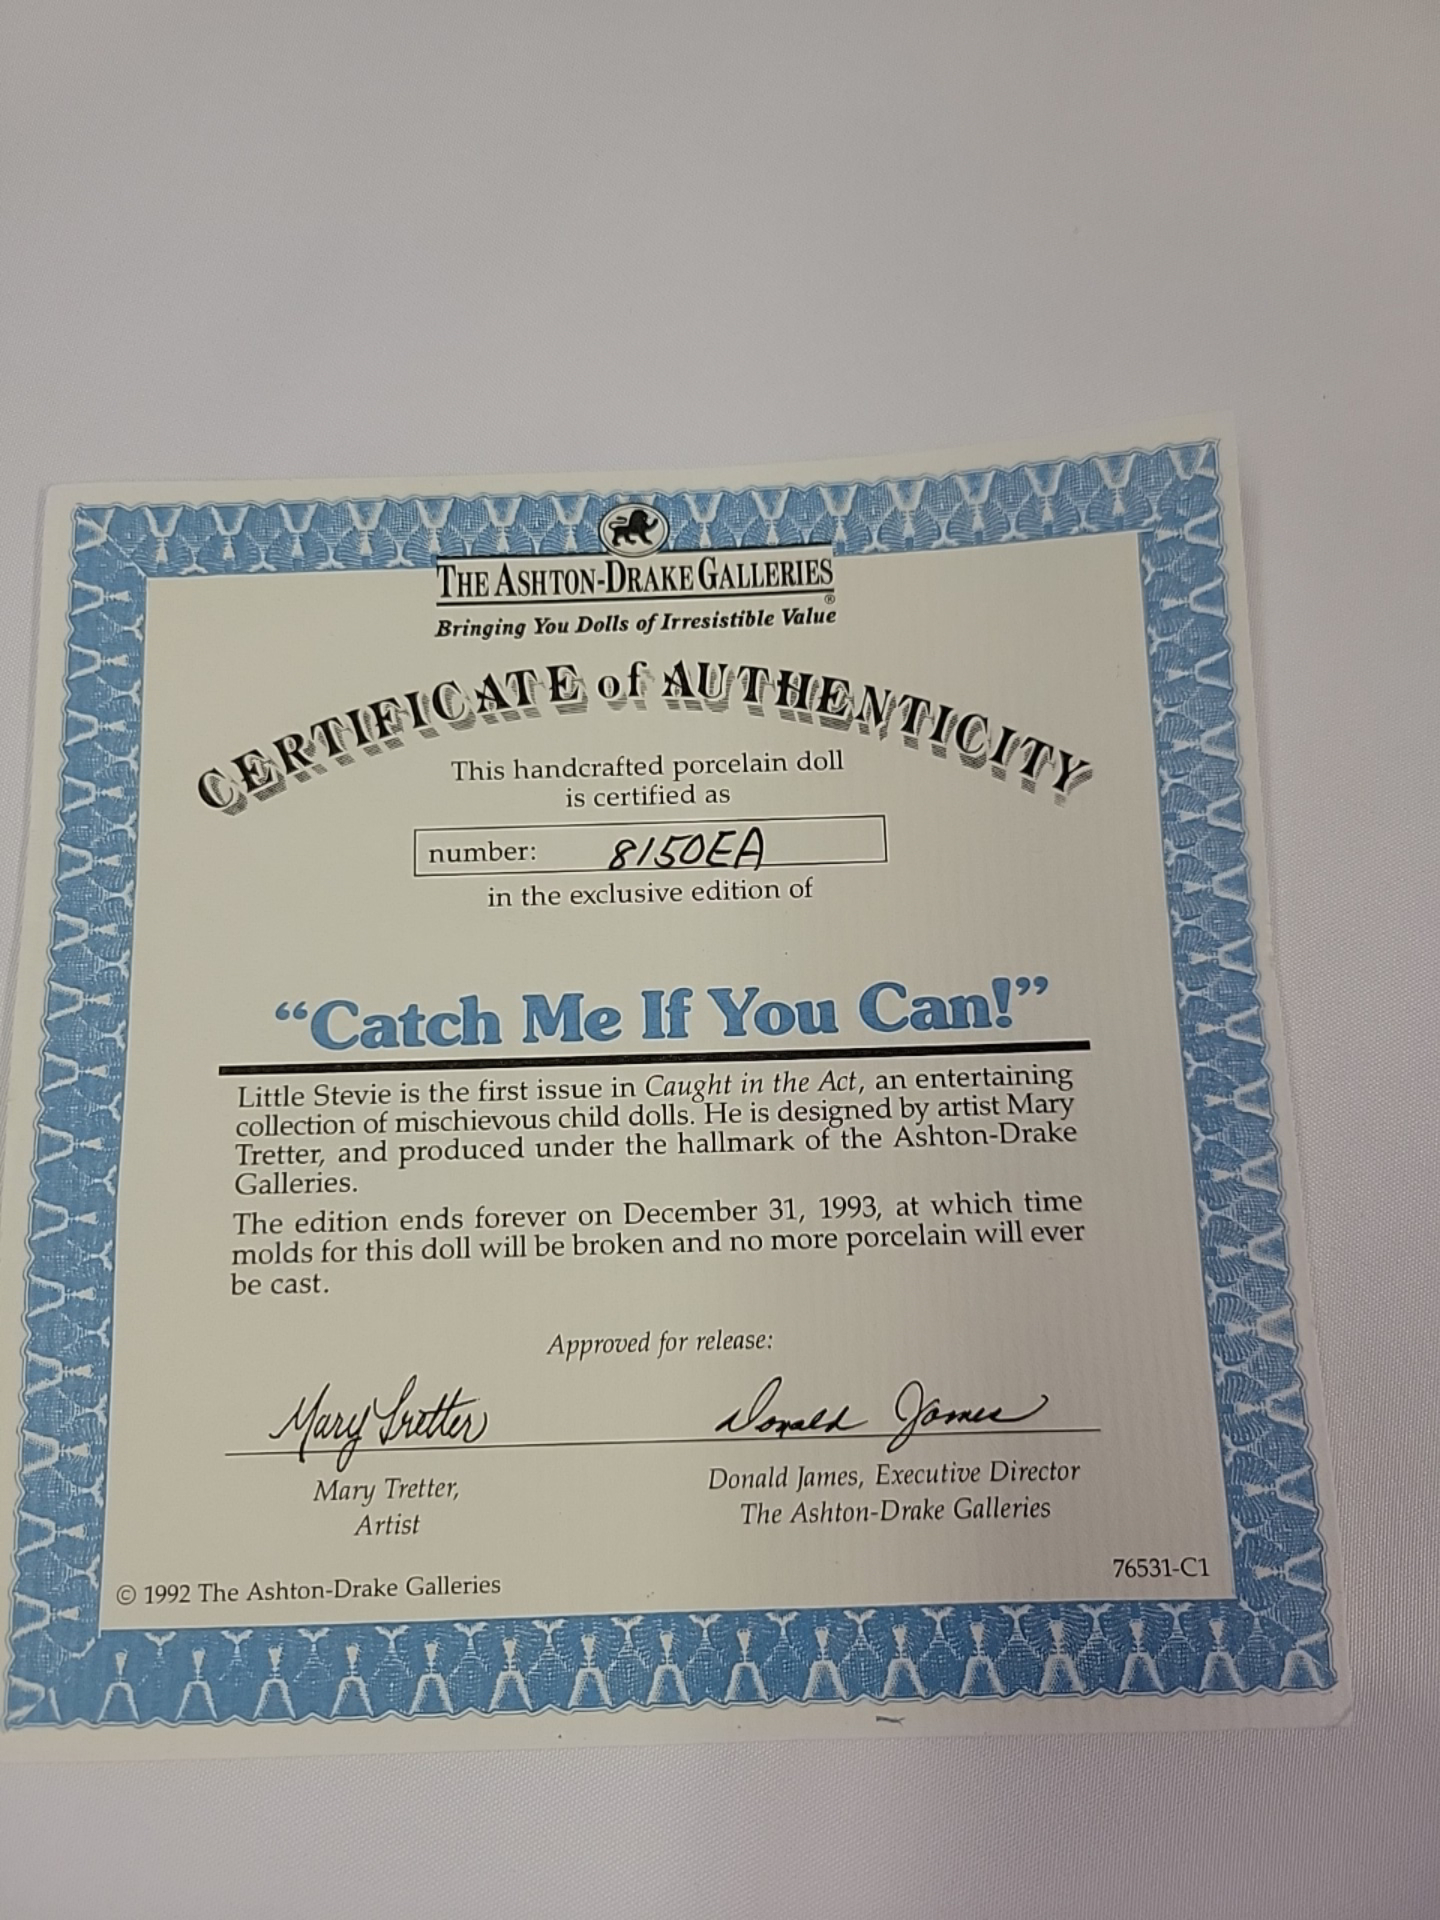 THE ASHTON-DRAKE GALLERIES
®
Bringing You Dolls of Irresistible Value
CERTIFICATE of AUTHENTICITY
This handcrafted porcelain doll
is certified as
number: 8150EA
in the exclusive edition of
“Catch Me If You Can!”
Little Stevie is the first issue in Caught in the Act, an entertaining
collection of mischievous child dolls. He is designed by artist Mary
Tretter, and produced under the hallmark of the Ashton-Drake
Galleries.
The edition ends forever on December 31, 1993, at which time
molds for this doll will be broken and no more porcelain will ever
be cast.
Approved for release:
Mary Tretter Donald James
Mary Tretter,
Artist
Donald James, Executive Director
The Ashton-Drake Galleries
© 1992 The Ashton-Drake Galleries
76531-C1